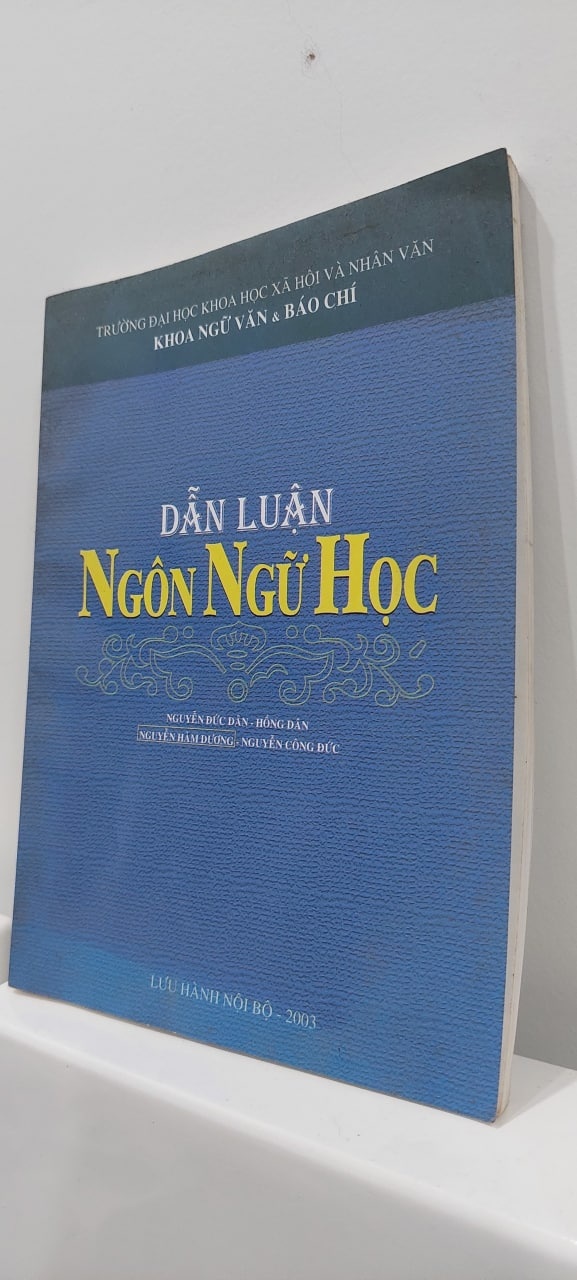 TRƯỜNG ĐẠI HỌC KHOA HỌC XÃ HỘI VÀ NHÂN VĂN
KHOA NGỮ VĂN & BÁO CHÍ
DẪN LUẬN
NGÔN NGỮ HỌC
NGUYỄN ĐỨC DÂN - HỒNG DÂN
NGUYỄN HÀM DƯƠNG - NGUYỄN CÔNG ĐỨC
LƯU HÀNH NỘI BỘ - 2003